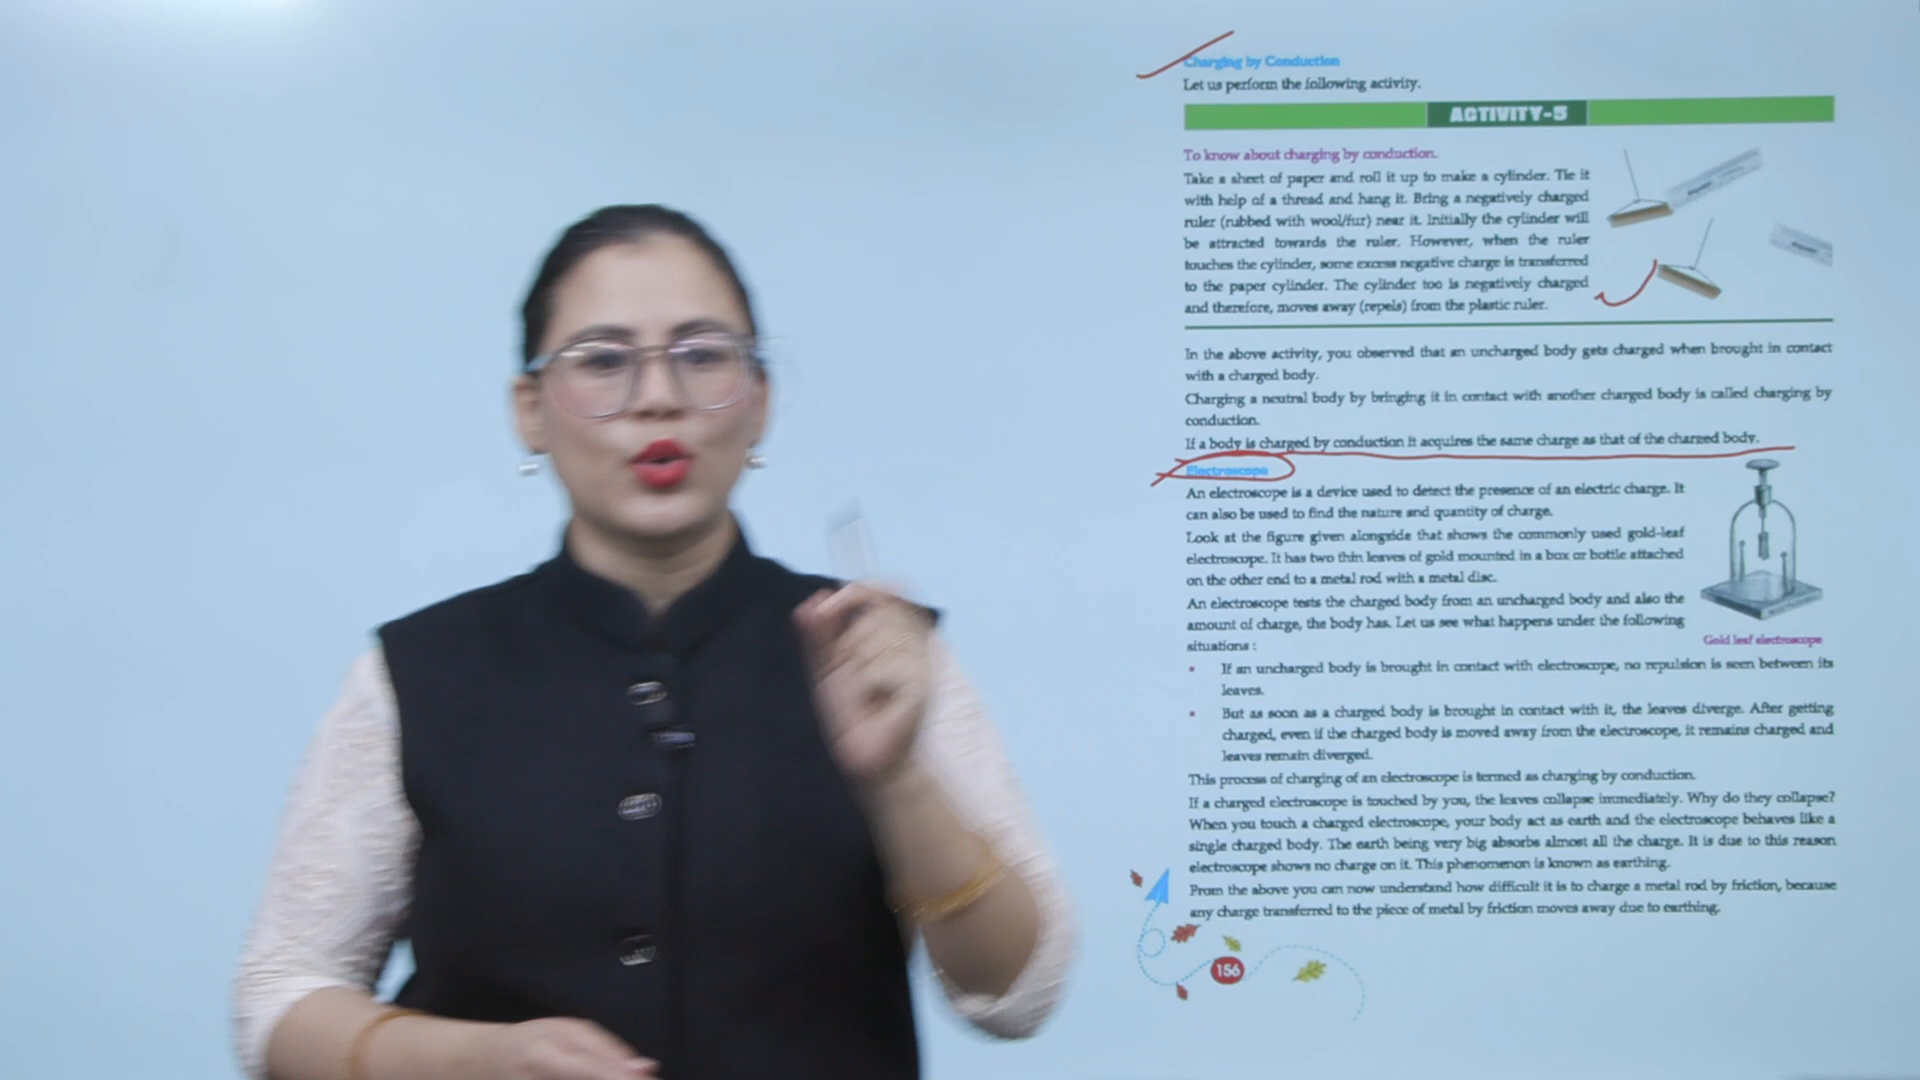 Charging by Conduction
Let us perform the following activity.
ACTIVITY-5
To know about charging by conduction.
Take a sheet of paper and roll it up to make a cylinder. Tie it
with help of a thread and hang it. Bring a negatively charged
ruler (rubbed with wool/fur) near it. Initially the cylinder will
be attracted towards the ruler. However, when the ruler
touches the cylinder, some excess negative charge is transferred
to the paper cylinder. The cylinder too is negatively charged
and therefore, moves away (repels) from the plastic ruler.
In the above activity, you observed that an uncharged body gets charged when brought in contact
with a charged body.
Charging a neutral body by bringing it in contact with another charged body is called charging by
conduction.
If a body is charged by conduction it acquires the same charge as that of the charged body.
Electroscope
An electroscope is a device used to detect the presence of an electric charge. It
can also be used to find the nature and quantity of charge.
Look at the figure given alongside that shows the commonly used gold-leaf
electroscope. It has two thin leaves of gold mounted in a box or bottle attached
on the other end to a metal rod with a metal disc.
An electroscope tests the charged body from an uncharged body and also the
amount of charge, the body has. Let us see what happens under the following
situations :
Gold leaf electroscope
• If an uncharged body is brought in contact with electroscope, no repulsion is seen between its
leaves.
• But as soon as a charged body is brought in contact with it, the leaves diverge. After getting
charged, even if the charged body is moved away from the electroscope, it remains charged and
leaves remain diverged.
This process of charging of an electroscope is termed as charging by conduction.
If a charged electroscope is touched by you, the leaves collapse immediately. Why do they collapse?
When you touch a charged electroscope, your body act as earth and the electroscope behaves like a
single charged body. The earth being very big absorbs almost all the charge. It is due to this reason
electroscope shows no charge on it. This phenomenon is known as earthing.
From the above you can now understand how difficult it is to charge a metal rod by friction, because
any charge transferred to the piece of metal by friction moves away due to earthing.
156